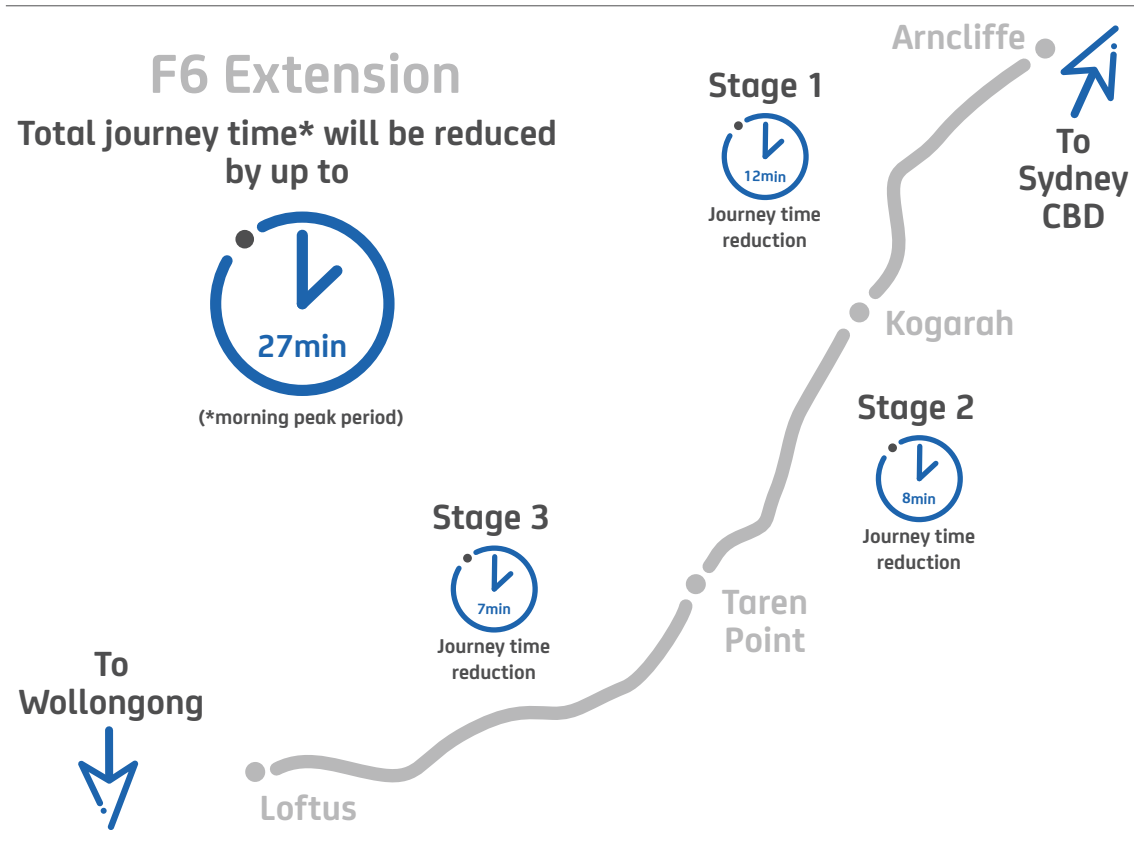 F6 Extension
Total journey time* will be reduced
by up to
27min
(*morning peak period)
Arncliffe
To
Sydney
CBD
Stage 1
12min
Journey time
reduction
Kogarah
Stage 2
8min
Journey time
reduction
Stage 3
7min
Journey time
reduction
Taren
Point
To
Wollongong
Loftus